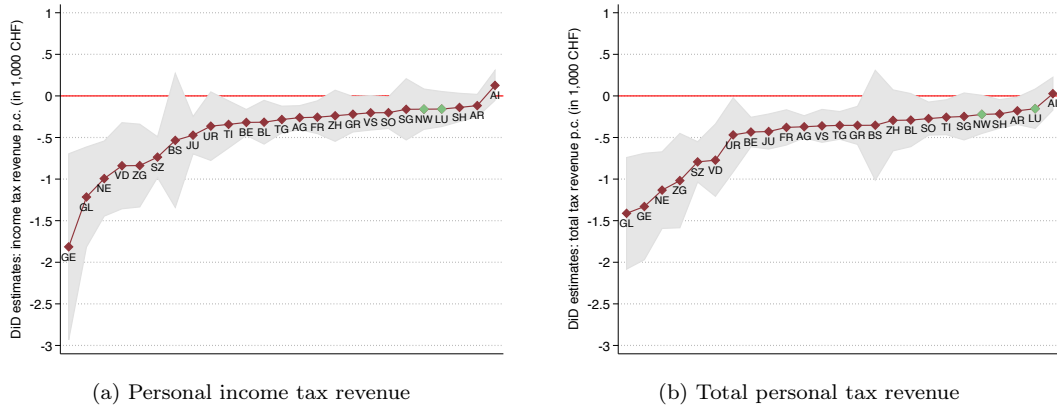 DiD estimates: income tax revenue p.c. (in 1,000 CHF)
1
.5
0
-.5
-1
-1.5
-2
-2.5
-3
GE
GL
NE
VD
ZG
SZ
BS
JU
UR
TI
BE
BL
TG
AG
FR
ZH
GR
VS
SO
SG
NW
LU
SH
AR
AI
(a) Personal income tax revenue
DiD estimates: total tax revenue p.c. (in 1,000 CHF)
1
.5
0
-.5
-1
-1.5
-2
-2.5
-3
GL
GE
NE
ZG
SZ
VD
UR
BE
JU
FR
AG
VS
TG
GR
BS
ZH
BL
SO
TI
SG
NW
SH
AR
LU
AI
(b) Total personal tax revenue